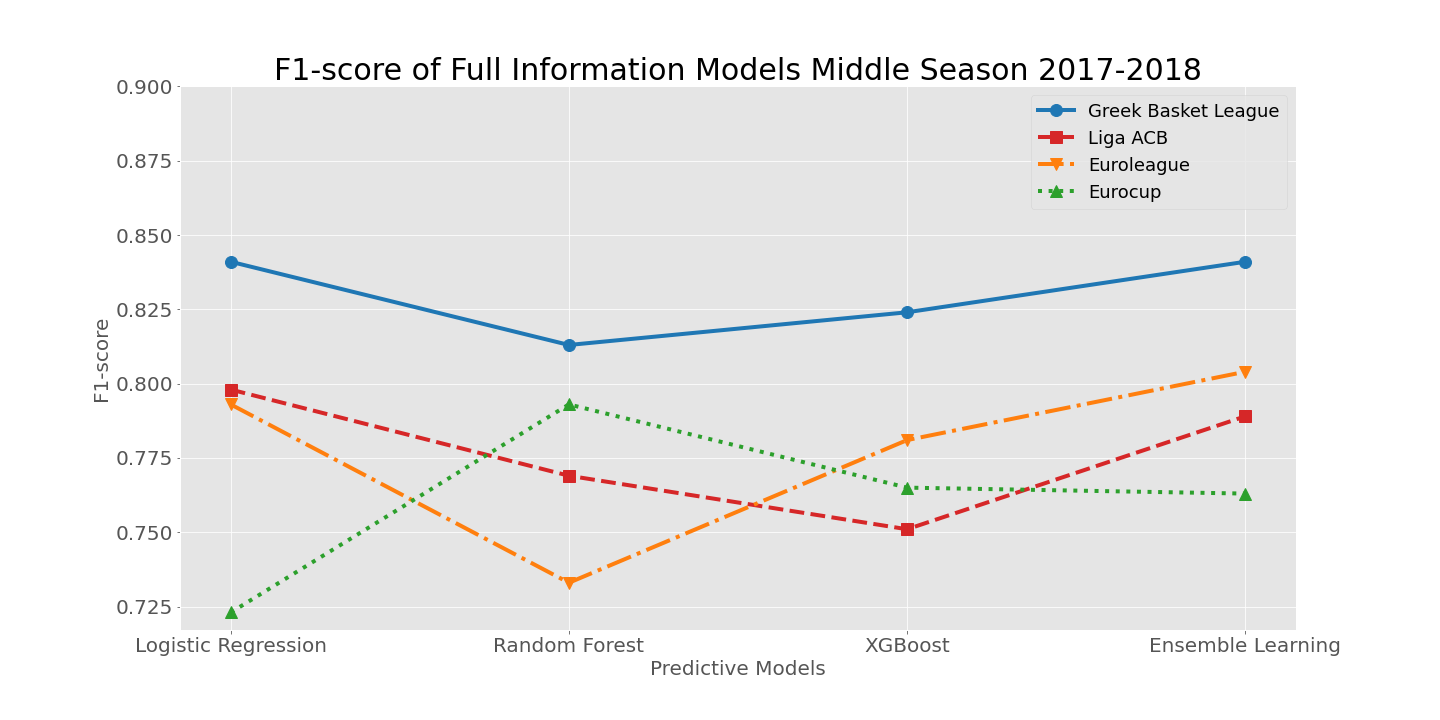 F1-score of Full Information Models Middle Season 2017-2018
0.900
0.875
0.850
0.825
0.800
0.775
0.750
0.725
F1-score
Greek Basket League
Liga ACB
Euroleague
Eurocup
Logistic Regression
Random Forest
XGBoost
Ensemble Learning
Predictive Models